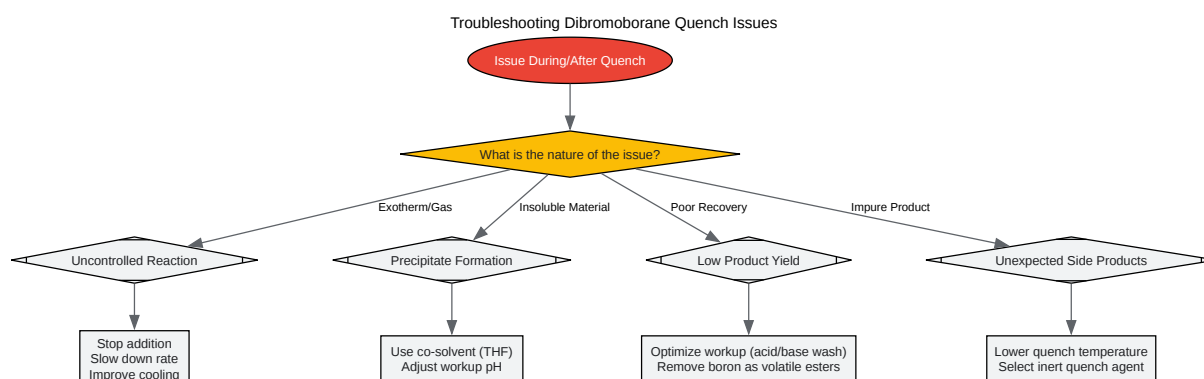 Troubleshooting Dibromoborane Quench Issues
Issue During/After Quench
What is the nature of the issue?
Exotherm/Gas
Insoluble Material
Poor Recovery
Impure Product
Uncontrolled Reaction
Precipitate Formation
Low Product Yield
Unexpected Side Products
Stop addition
Slow down rate
Improve cooling
Use co-solvent (THF)
Adjust workup pH
Optimize workup (acid/base wash)
Remove boron as volatile esters
Lower quench temperature
Select inert quench agent